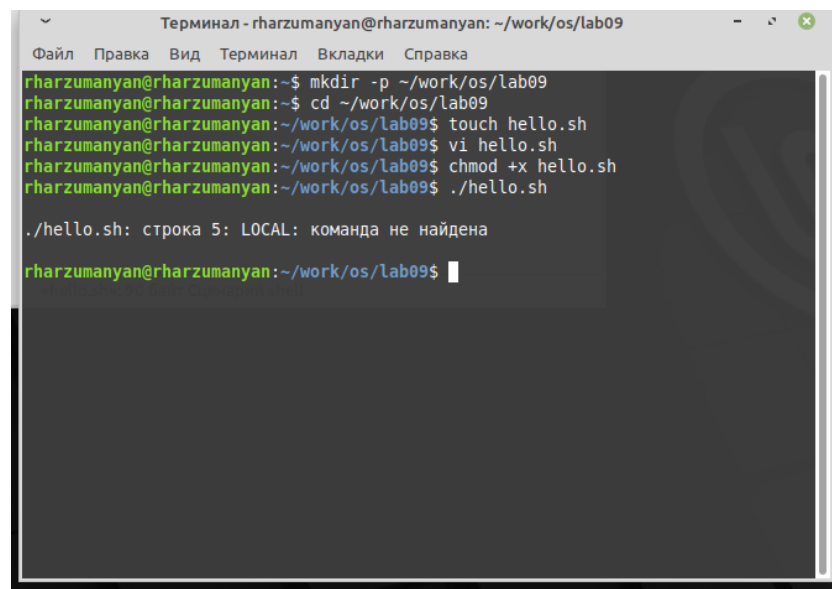 Терминал - rharzumanyan@rharzumanyan: ~/work/os/lab09
Файл Правка Вид Терминал Вкладки Справка
rharzumanyan@rharzumanyan:~$ mkdir -p ~/work/os/lab09
rharzumanyan@rharzumanyan:~$ cd ~/work/os/lab09
rharzumanyan@rharzumanyan:~/work/os/lab09$ touch hello.sh
rharzumanyan@rharzumanyan:~/work/os/lab09$ vi hello.sh
rharzumanyan@rharzumanyan:~/work/os/lab09$ chmod +x hello.sh
rharzumanyan@rharzumanyan:~/work/os/lab09$ ./hello.sh
./hello.sh: строка 5: LOCAL: команда не найдена
rharzumanyan@rharzumanyan:~/work/os/lab09$